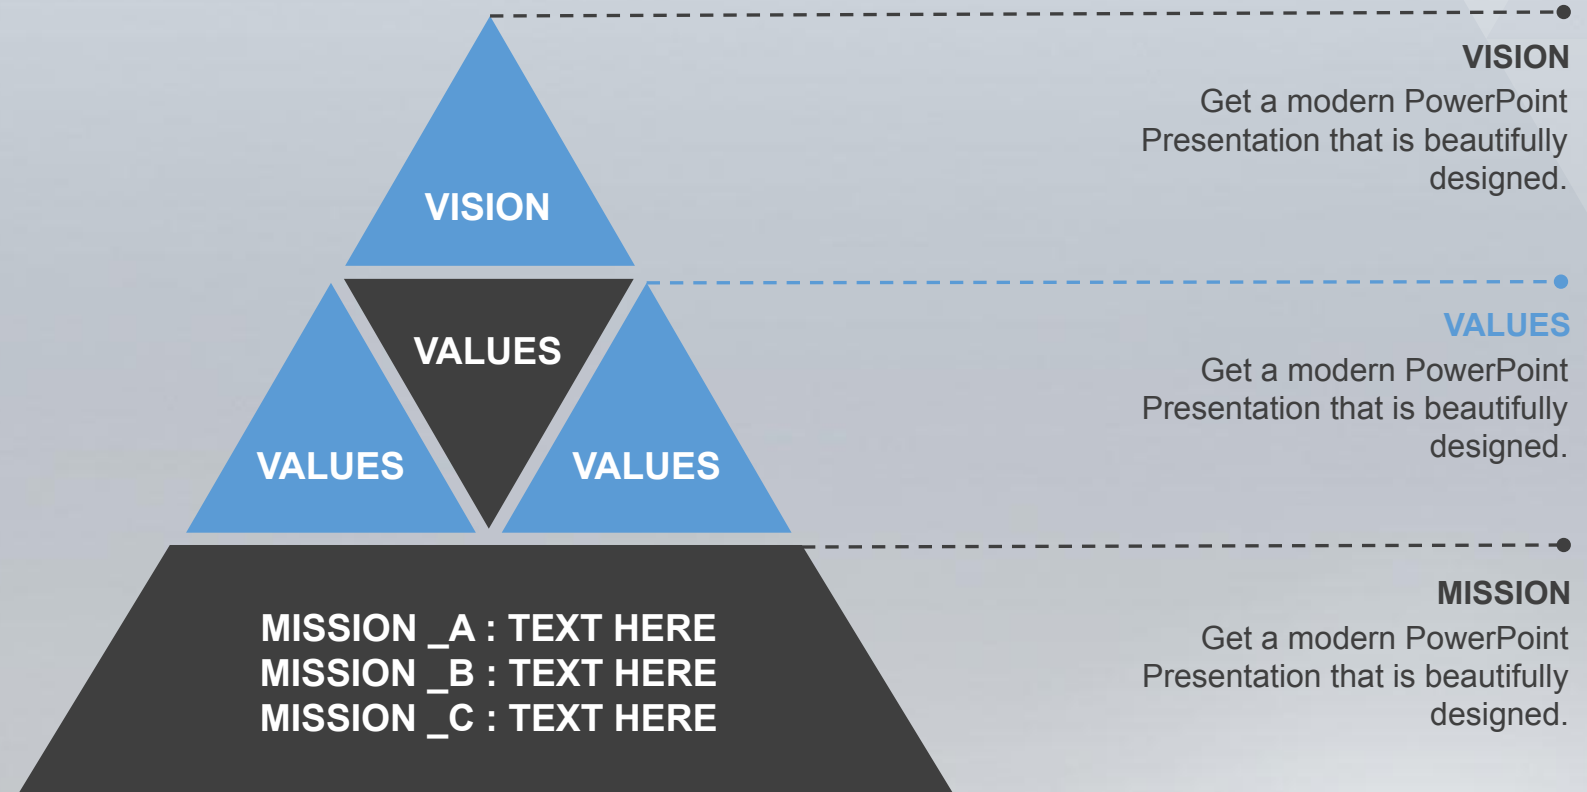 VISION
VALUES
VALUES
VALUES
MISSION _A : TEXT HERE
MISSION _B : TEXT HERE
MISSION _C : TEXT HERE
VISION
Get a modern PowerPoint
Presentation that is beautifully
designed.
VALUES
Get a modern PowerPoint
Presentation that is beautifully
designed.
MISSION
Get a modern PowerPoint
Presentation that is beautifully
designed.